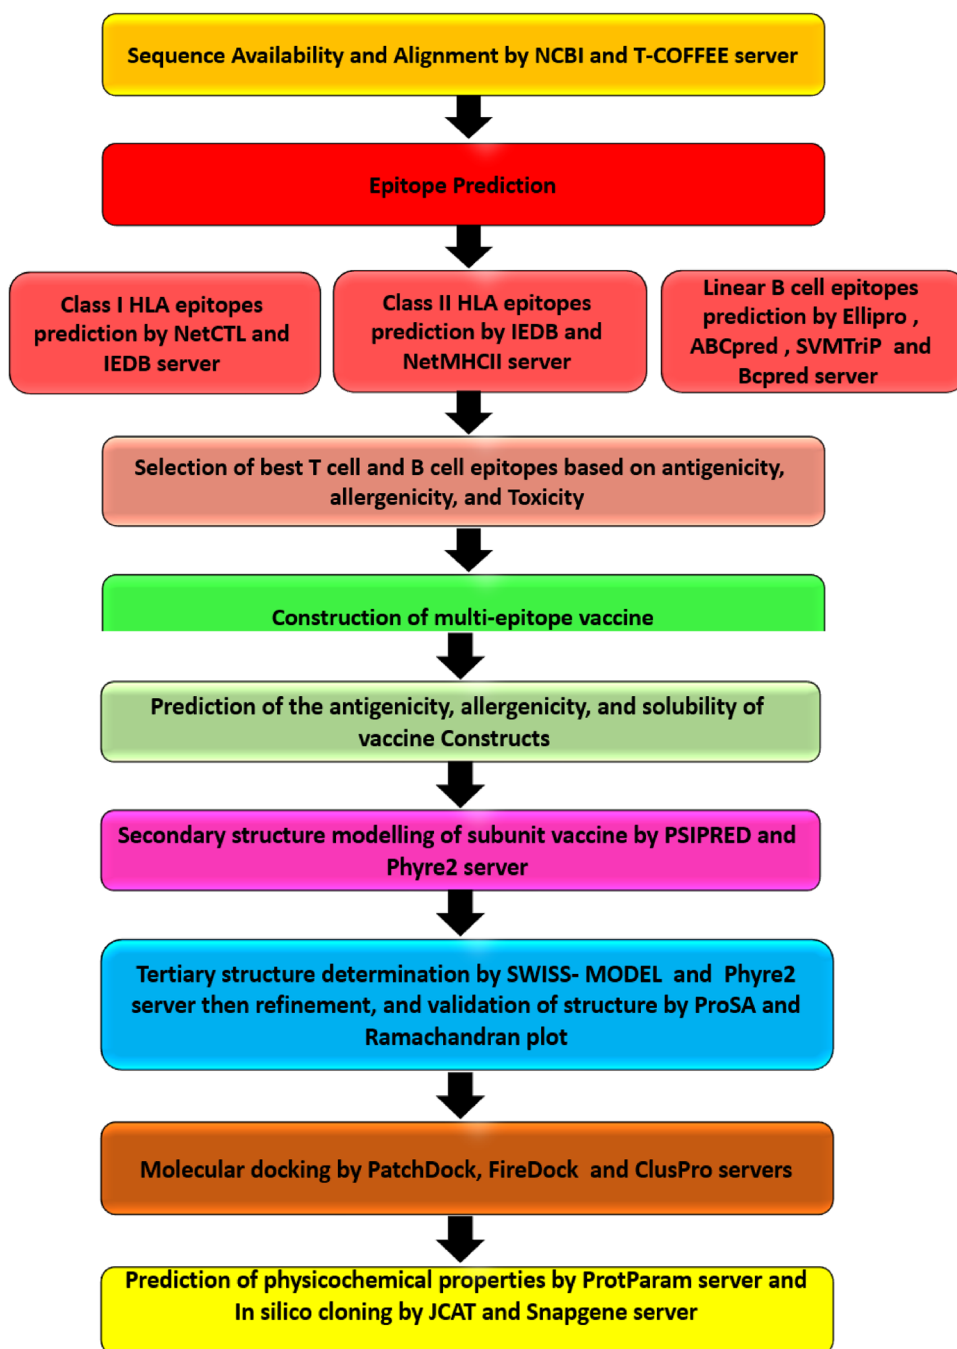 Sequence Availability and Alignment by NCBI and T-COFFEE server
Epitope Prediction
Class I HLA epitopes
prediction by NetCTL and
IEDB server
Class II HLA epitopes
prediction by IEDB and
NetMHCII server
Linear B cell epitopes
prediction by Ellipro ,
ABCpred , SVMTriP and
Bcpred server
Selection of best T cell and B cell epitopes based on antigenicity,
allergenicity, and Toxicity
Construction of multi-epitope vaccine
Prediction of the antigenicity, allergenicity, and solubility of
vaccine Constructs
Secondary structure modelling of subunit vaccine by PSIPRED and
Phyre2 server
Tertiary structure determination by SWISS- MODEL and Phyre2
server then refinement, and validation of structure by ProSA and
Ramachandran plot
Molecular docking by PatchDock, FireDock and ClusPro servers
Prediction of physicochemical properties by ProtParam server and
In silico cloning by JCAT and Snapgene server